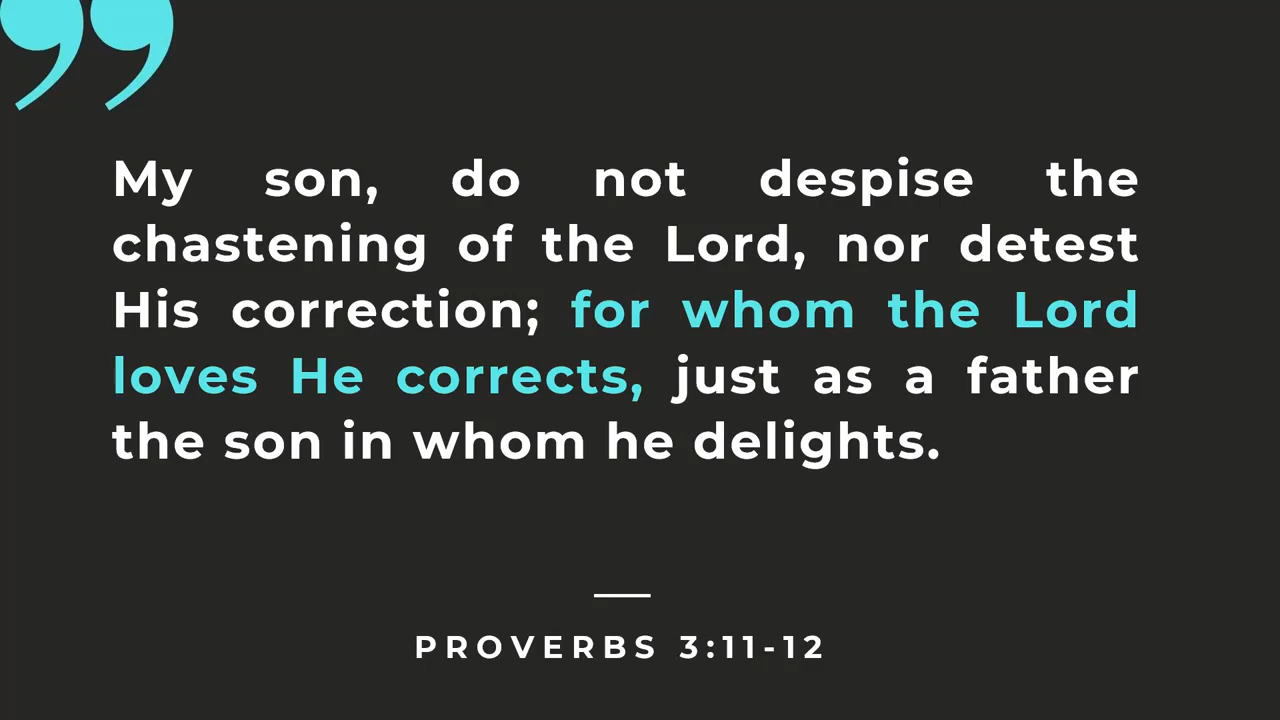 My son, do not despise the
chastening of the Lord, nor detest
His correction; for whom the Lord
loves He corrects, just as a father
the son in whom he delights.
PROVERBS 3:11-12